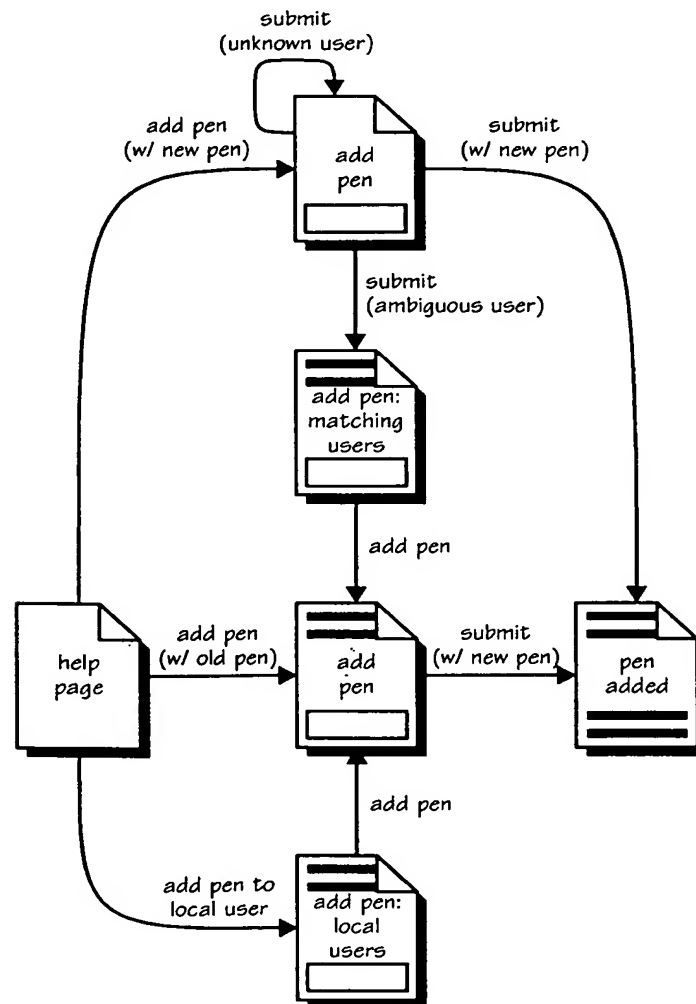 submit
(unknown user)
add pen
(w/ new pen)
submit
(w/ new pen)
add
pen
submit
(ambiguous user)
add pen:
matching
users
add pen
help
page
add pen
(w/ old pen)
add
pen
submit
(w/ new pen)
pen
added
add pen
add pen to
local user
add pen:
local
users